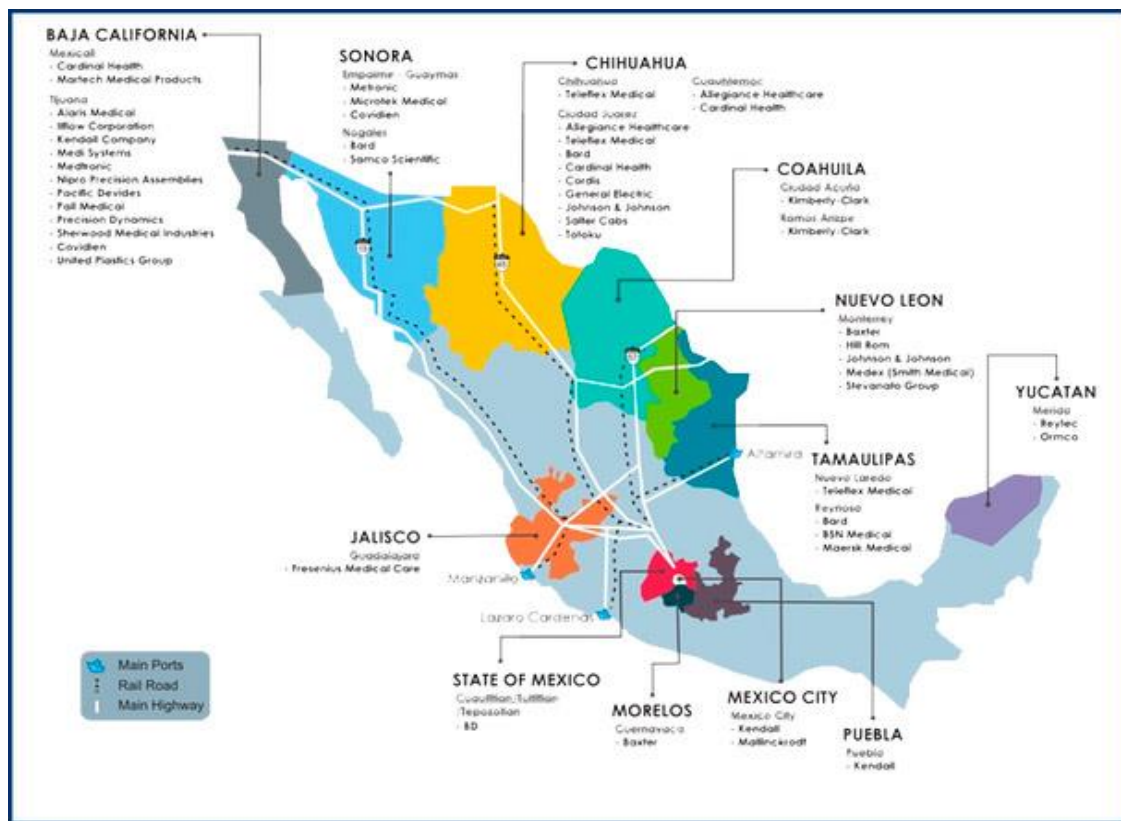 BAJA CALIFORNIA
Mexicali
- Cardinal Health
- Martech Medical Products
Tijuana
- Alaris Medical
- Iflow Corporation
- Kendall Company
- Medi Systems
- Medtronic
- Nipro Precision Assemblies
- Pacific Devides
- Pall Medical
- Precision Dynamics
- Sherwood Medical Industries
- Covidien
- United Plastics Group
SONORA
Empalme - Guaymas
- Metronic
- Microtek Medical
- Covidien
Nogales
- Bard
- Samco Scientific
CHIHUAHUA
Chihuahua
- Teleflex Medical
Ciudad Juarez
- Allegiance Healthcare
- Teleflex Medical
- Bard
- Cardinal Health
- Cordis
- General Electric
- Johnson & Johnson
- Salter Cabs
- Totoku
Cuauhtemoc
- Allegiance Healthcare
- Cardinal Health
COAHUILA
Ciudad Acuña
- Kimberly-Clark
Ramos Arizpe
- Kimberly-Clark
NUEVO LEON
Monterrey
- Baxter
- Hill Rom
- Johnson & Johnson
- Medex (Smith Medical)
- Stevanato Group
YUCATAN
Merida
- Reytec
- Ormco
Altamira
TAMAULIPAS
Nuevo Laredo
- Teleflex Medical
Reynosa
- Bard
- BSN Medical
- Maersk Medical
JALISCO
Guadalajara
- Fresenius Medical Care
Manzanillo
Lazaro Cardenas
STATE OF MEXICO
Cuautitlan/Tultitlan
/Tepozotlan
- BD
MORELOS
Cuernavaca
- Baxter
MEXICO CITY
Mexico City
- Kendall
- Mallinckrodt
PUEBLA
Puebla
- Kendall
Main Ports
Rail Road
Main Highway